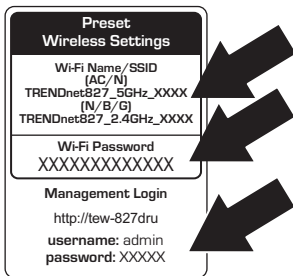 Preset
Wireless Settings
Wi-Fi Name/SSID
(AC/N)
TRENDnet827_5GHz_XXXX
(N/B/G)
TRENDnet827_2.4GHz_XXXX
Wi-Fi Password
XXXXXXXXXXXXX
Management Login
http://tew-827dru
username: admin
password: XXXXX